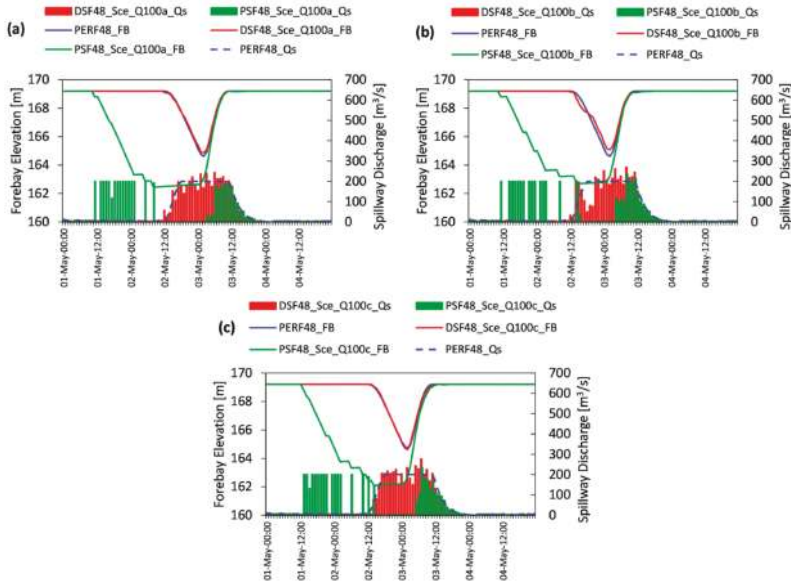 DSF48_Sce_Q100a_Qs PSF48_Sce_Q100a_Qs
PERF48_FB DSF48_Sce_Q100a_FB
PSF48_Sce_Q100a_FB PERF48_Qs
(a)
Forebay Elevation [m]
170
168
166
164
162
160
700
600
500
400
300
200
100
0
Spillway Discharge [m³/s]
01-May-00:00
01-May-12:00
02-May-00:00
02-May-12:00
03-May-00:00
03-May-12:00
04-May-00:00
04-May-12:00
DSF48_Sce_Q100b_Qs PSF48_Sce_Q100b_Qs
PERF48_FB DSF48_Sce_Q100b_FB
PSF48_Sce_Q100b_FB PERF48_Qs
(b)
Forebay Elevation [m]
170
168
166
164
162
160
700
600
500
400
300
200
100
0
Spillway Discharge [m³/s]
01-May-00:00
01-May-12:00
02-May-00:00
02-May-12:00
03-May-00:00
03-May-12:00
04-May-00:00
04-May-12:00
DSF48_Sce_Q100c_Qs PSF48_Sce_Q100c_Qs
PERF48_FB DSF48_Sce_Q100c_FB
PSF48_Sce_Q100c_FB PERF48_Qs
(c)
Forebay Elevation [m]
170
168
166
164
162
160
700
600
500
400
300
200
100
0
Spillway Discharge [m³/s]
01-May-00:00
01-May-12:00
02-May-00:00
02-May-12:00
03-May-00:00
03-May-12:00
04-May-00:00
04-May-12:00